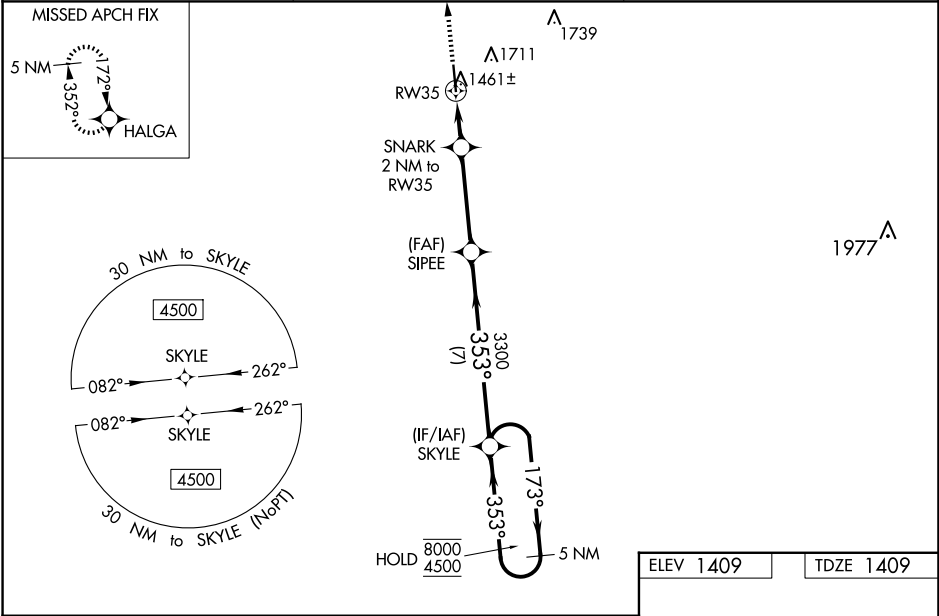 MISSED APCH FIX
5 NM
172°
352°
HALGA
1739
1711
1461±
RW35
SNARK
2 NM to
RW35
(FAF)
SIPEE
1977
30 NM to SKYLE
4500
SKYLE
082°
262°
082°
262°
SKYLE
4500
30 NM to SKYLE (NoPT)
3300
353°
(7)
(IF/IAF)
SKYLE
173°
353°
HOLD
8000
4500
5 NM
ELEV 1409
TDZE 1409